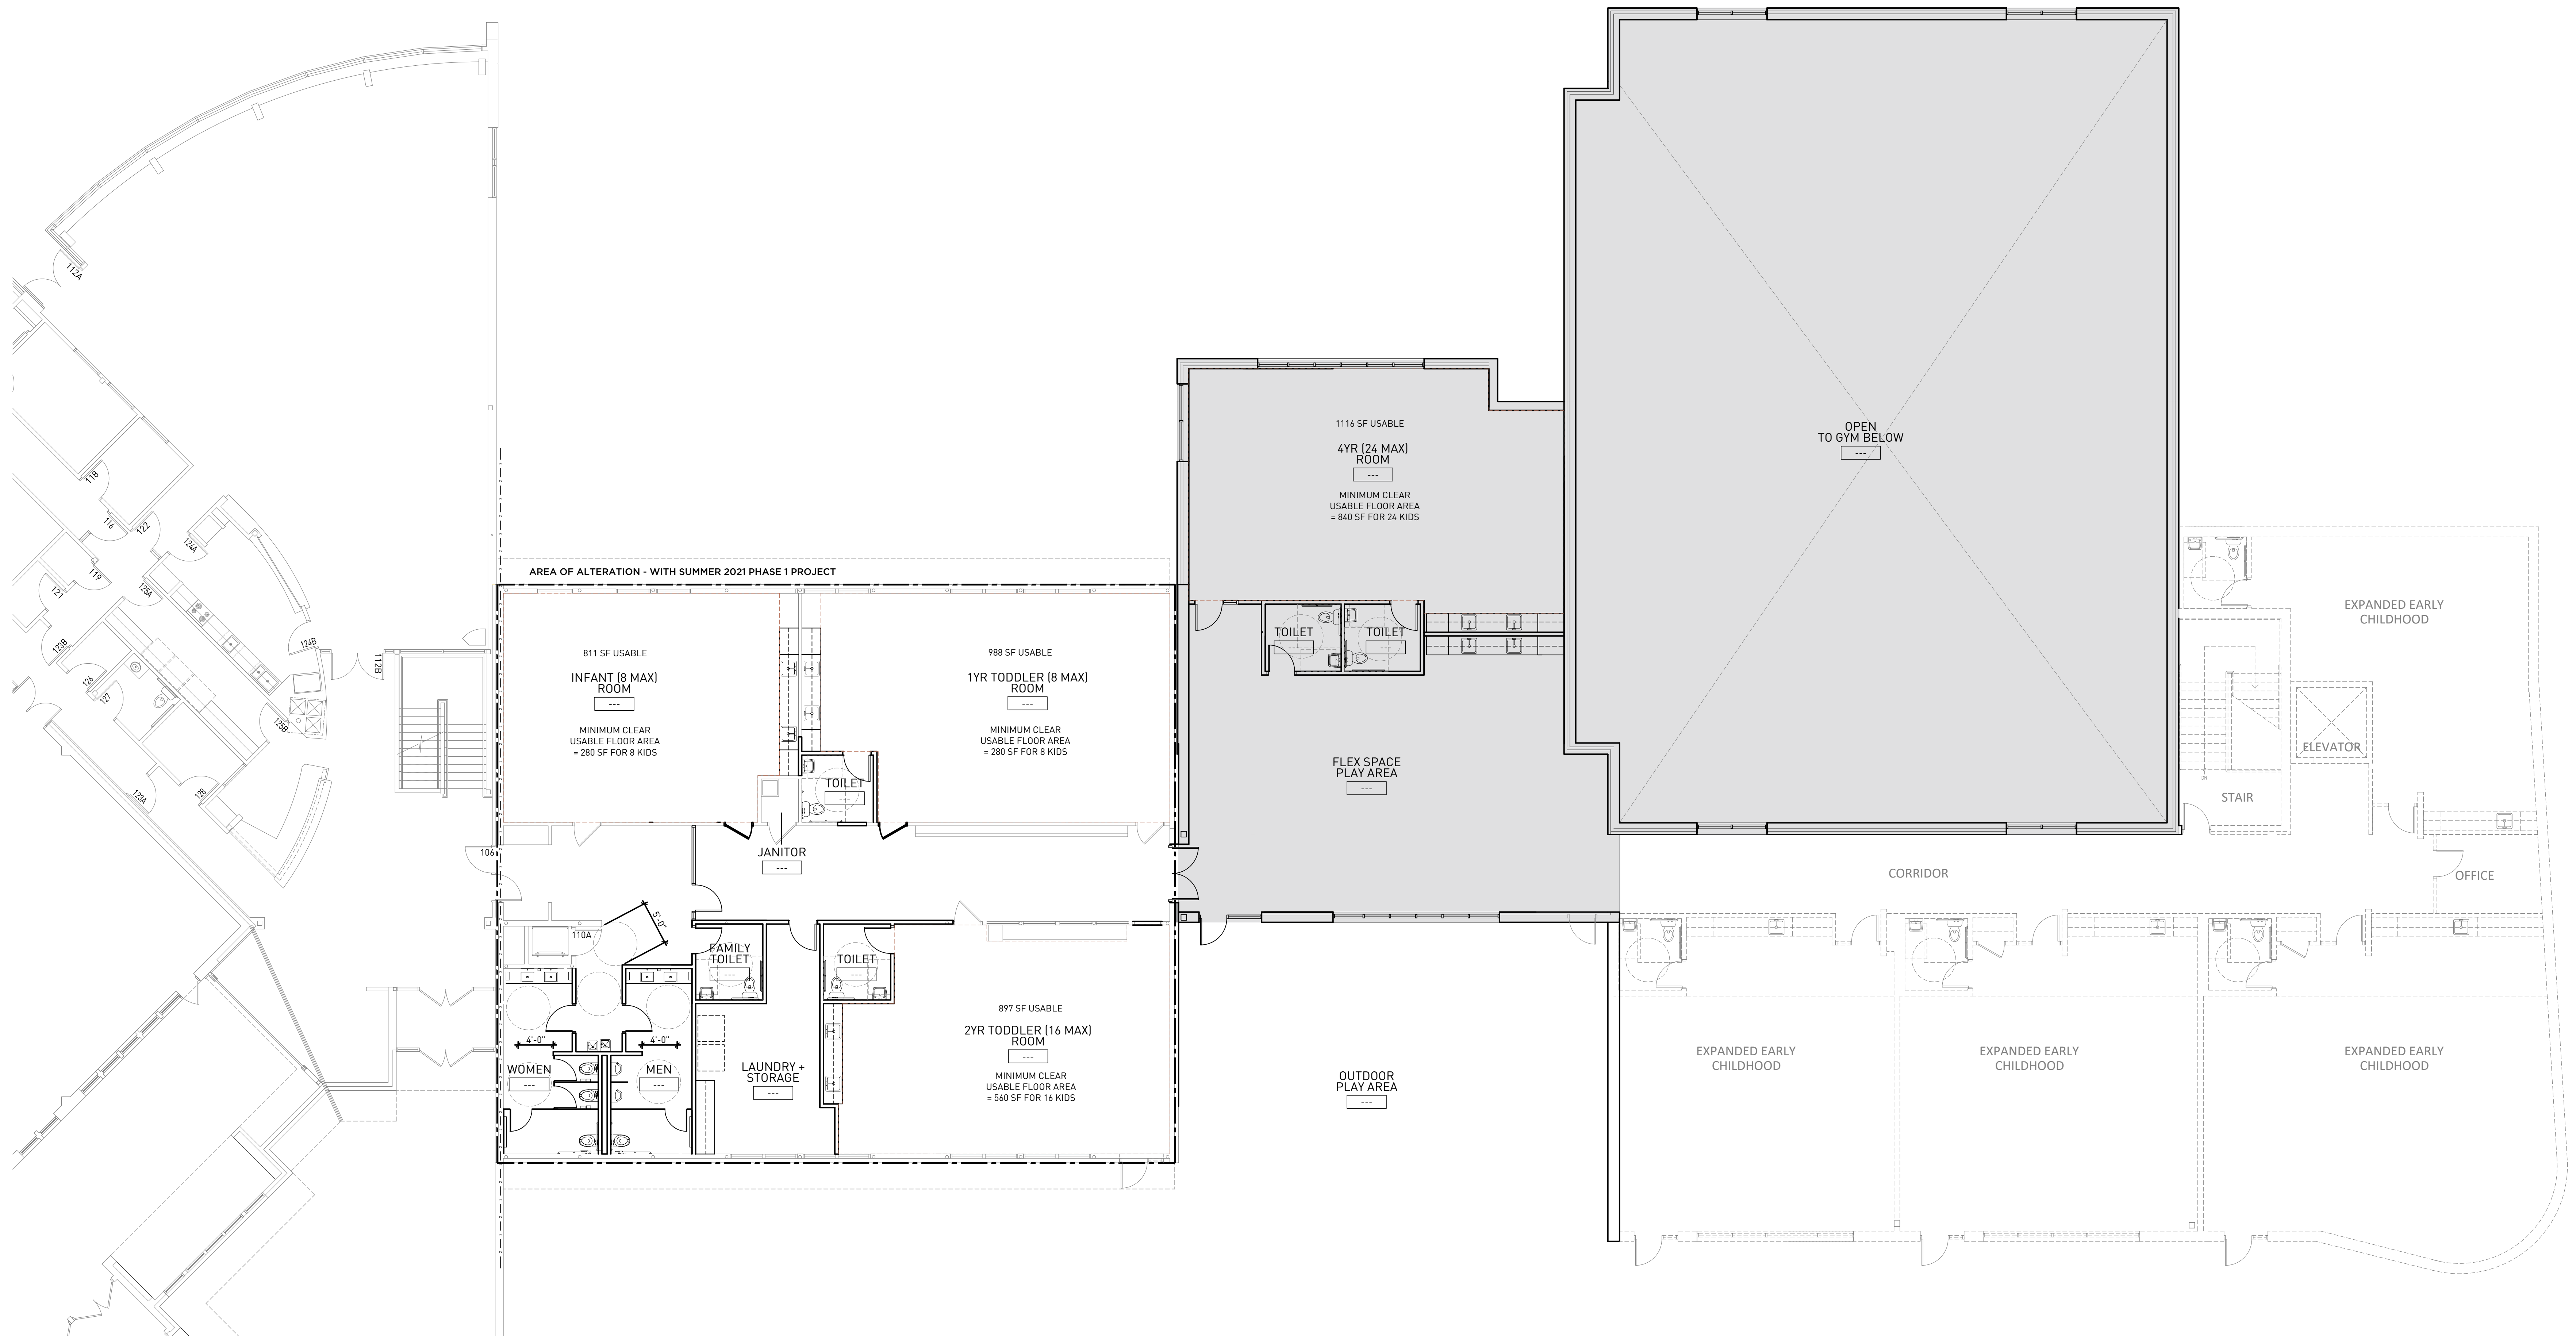 112A
118B
116
122
124A
119
121
125A
123B
126
127
124B
112B
125B
123A
128
AREA OF ALTERATION - WITH SUMMER 2021 PHASE 1 PROJECT
811 SF USABLE
INFANT (8 MAX)
ROOM
---
MINIMUM CLEAR
USABLE FLOOR AREA
= 280 SF FOR 8 KIDS
988 SF USABLE
1YR TODDLER (8 MAX)
ROOM
---
MINIMUM CLEAR
USABLE FLOOR AREA
= 280 SF FOR 8 KIDS
TOILET
---
106
JANITOR
---
110A
5'-0"
FAMILY
TOILET
---
TOILET
---
4'-0"
4'-0"
WOMEN
---
MEN
---
LAUNDRY +
STORAGE
---
897 SF USABLE
2YR TODDLER (16 MAX)
ROOM
---
MINIMUM CLEAR
USABLE FLOOR AREA
= 560 SF FOR 16 KIDS
1116 SF USABLE
4YR (24 MAX)
ROOM
---
MINIMUM CLEAR
USABLE FLOOR AREA
= 840 SF FOR 24 KIDS
TOILET
---
TOILET
---
FLEX SPACE
PLAY AREA
---
OUTDOOR
PLAY AREA
---
OPEN
TO GYM BELOW
---
EXPANDED EARLY
CHILDHOOD
ELEVATOR
DN
STAIR
CORRIDOR
OFFICE
EXPANDED EARLY
CHILDHOOD
EXPANDED EARLY
CHILDHOOD
EXPANDED EARLY
CHILDHOOD